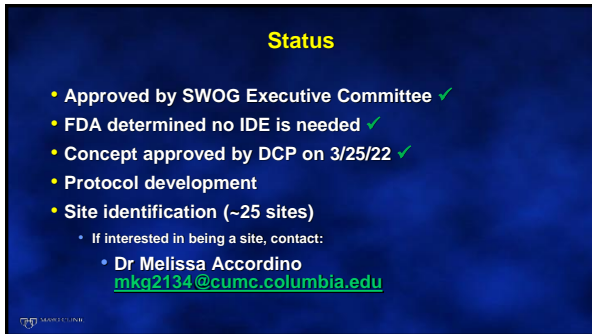 Status
• Approved by SWOG Executive Committee ✓
• FDA determined no IDE is needed ✓
• Concept approved by DCP on 3/25/22 ✓
• Protocol development
• Site identification (~25 sites)
• If interested in being a site, contact:
• Dr Melissa Accordino
mkg2134@cumc.columbia.edu
MAYO CLINIC